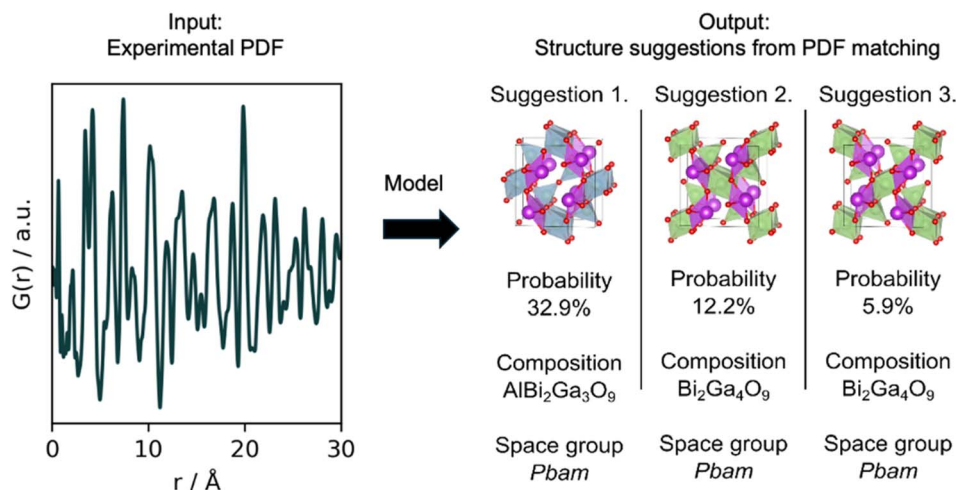 Input:
Experimental PDF
G(r) / a.u.
0
10
20
30
r / Å
Model
Output:
Structure suggestions from PDF matching
Suggestion 1.
Probability
32.9%
Composition
AlBi₂Ga₃O₉
Space group
Pbam
Suggestion 2.
Probability
12.2%
Composition
Bi₂Ga₄O₉
Space group
Pbam
Suggestion 3.
Probability
5.9%
Composition
Bi₂Ga₄O₉
Space group
Pbam